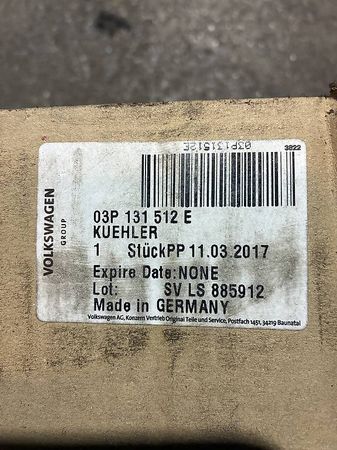 03P131512E
3822
VOLKSWAGEN
GROUP
03P 131 512 E
KUEHLER
1 StückPP 11.03.2017
Expire Date:NONE
Lot: SV LS 885912
Made in GERMANY
Volkswagen AG, Konzern Vertrieb Original Teile und Service, Postfach 1451, 34219 Baunatal